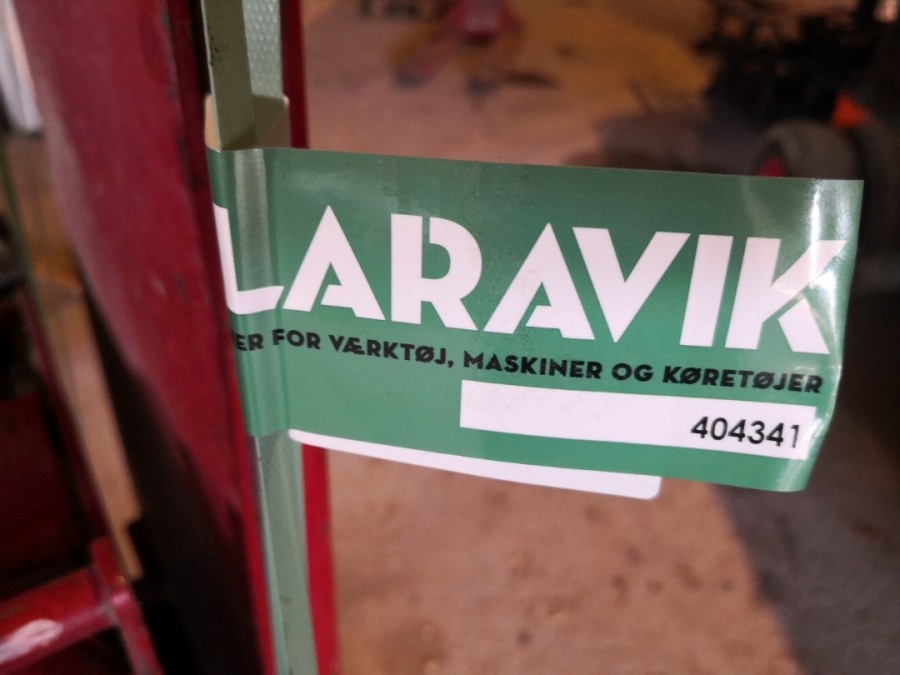 LARAVIK
ER FOR VÆRKTØJ, MASKINER OG KØRETØJER
404341